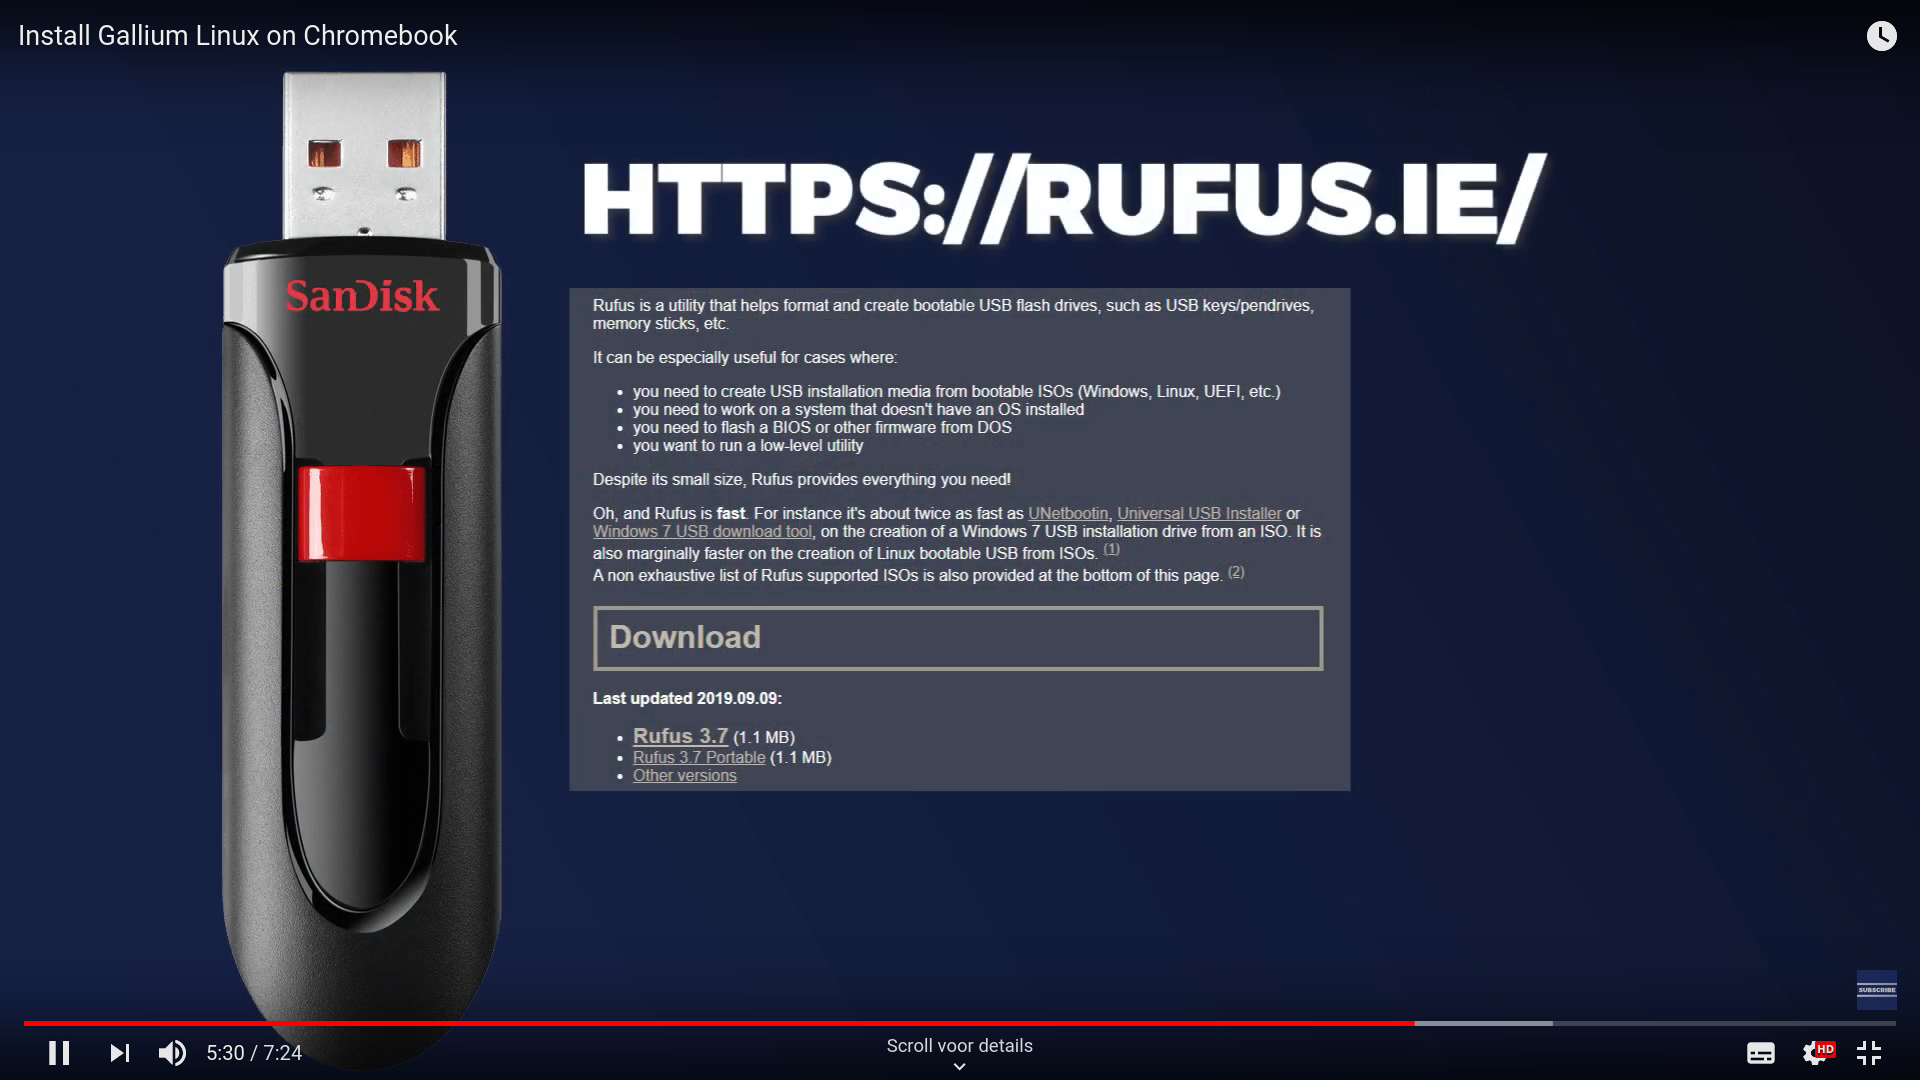 Install Gallium Linux on Chromebook
HTTPS://RUFUS.IE/
SanDisk
Rufus is a utility that helps format and create bootable USB flash drives, such as USB keys/pendrives,
memory sticks, etc.
It can be especially useful for cases where:
• you need to create USB installation media from bootable ISOs (Windows, Linux, UEFI, etc.)
• you need to work on a system that doesn't have an OS installed
• you need to flash a BIOS or other firmware from DOS
• you want to run a low-level utility
Despite its small size, Rufus provides everything you need!
Oh, and Rufus is fast. For instance it's about twice as fast as UNetbootin, Universal USB Installer or
Windows 7 USB download tool, on the creation of a Windows 7 USB installation drive from an ISO. It is
also marginally faster on the creation of Linux bootable USB from ISOs. (1)
A non exhaustive list of Rufus supported ISOs is also provided at the bottom of this page. (2)
Download
Last updated 2019.09.09:
• Rufus 3.7 (1.1 MB)
• Rufus 3.7 Portable (1.1 MB)
• Other versions
SUBSCRIBE
5:30 / 7:24
Scroll voor details
HD